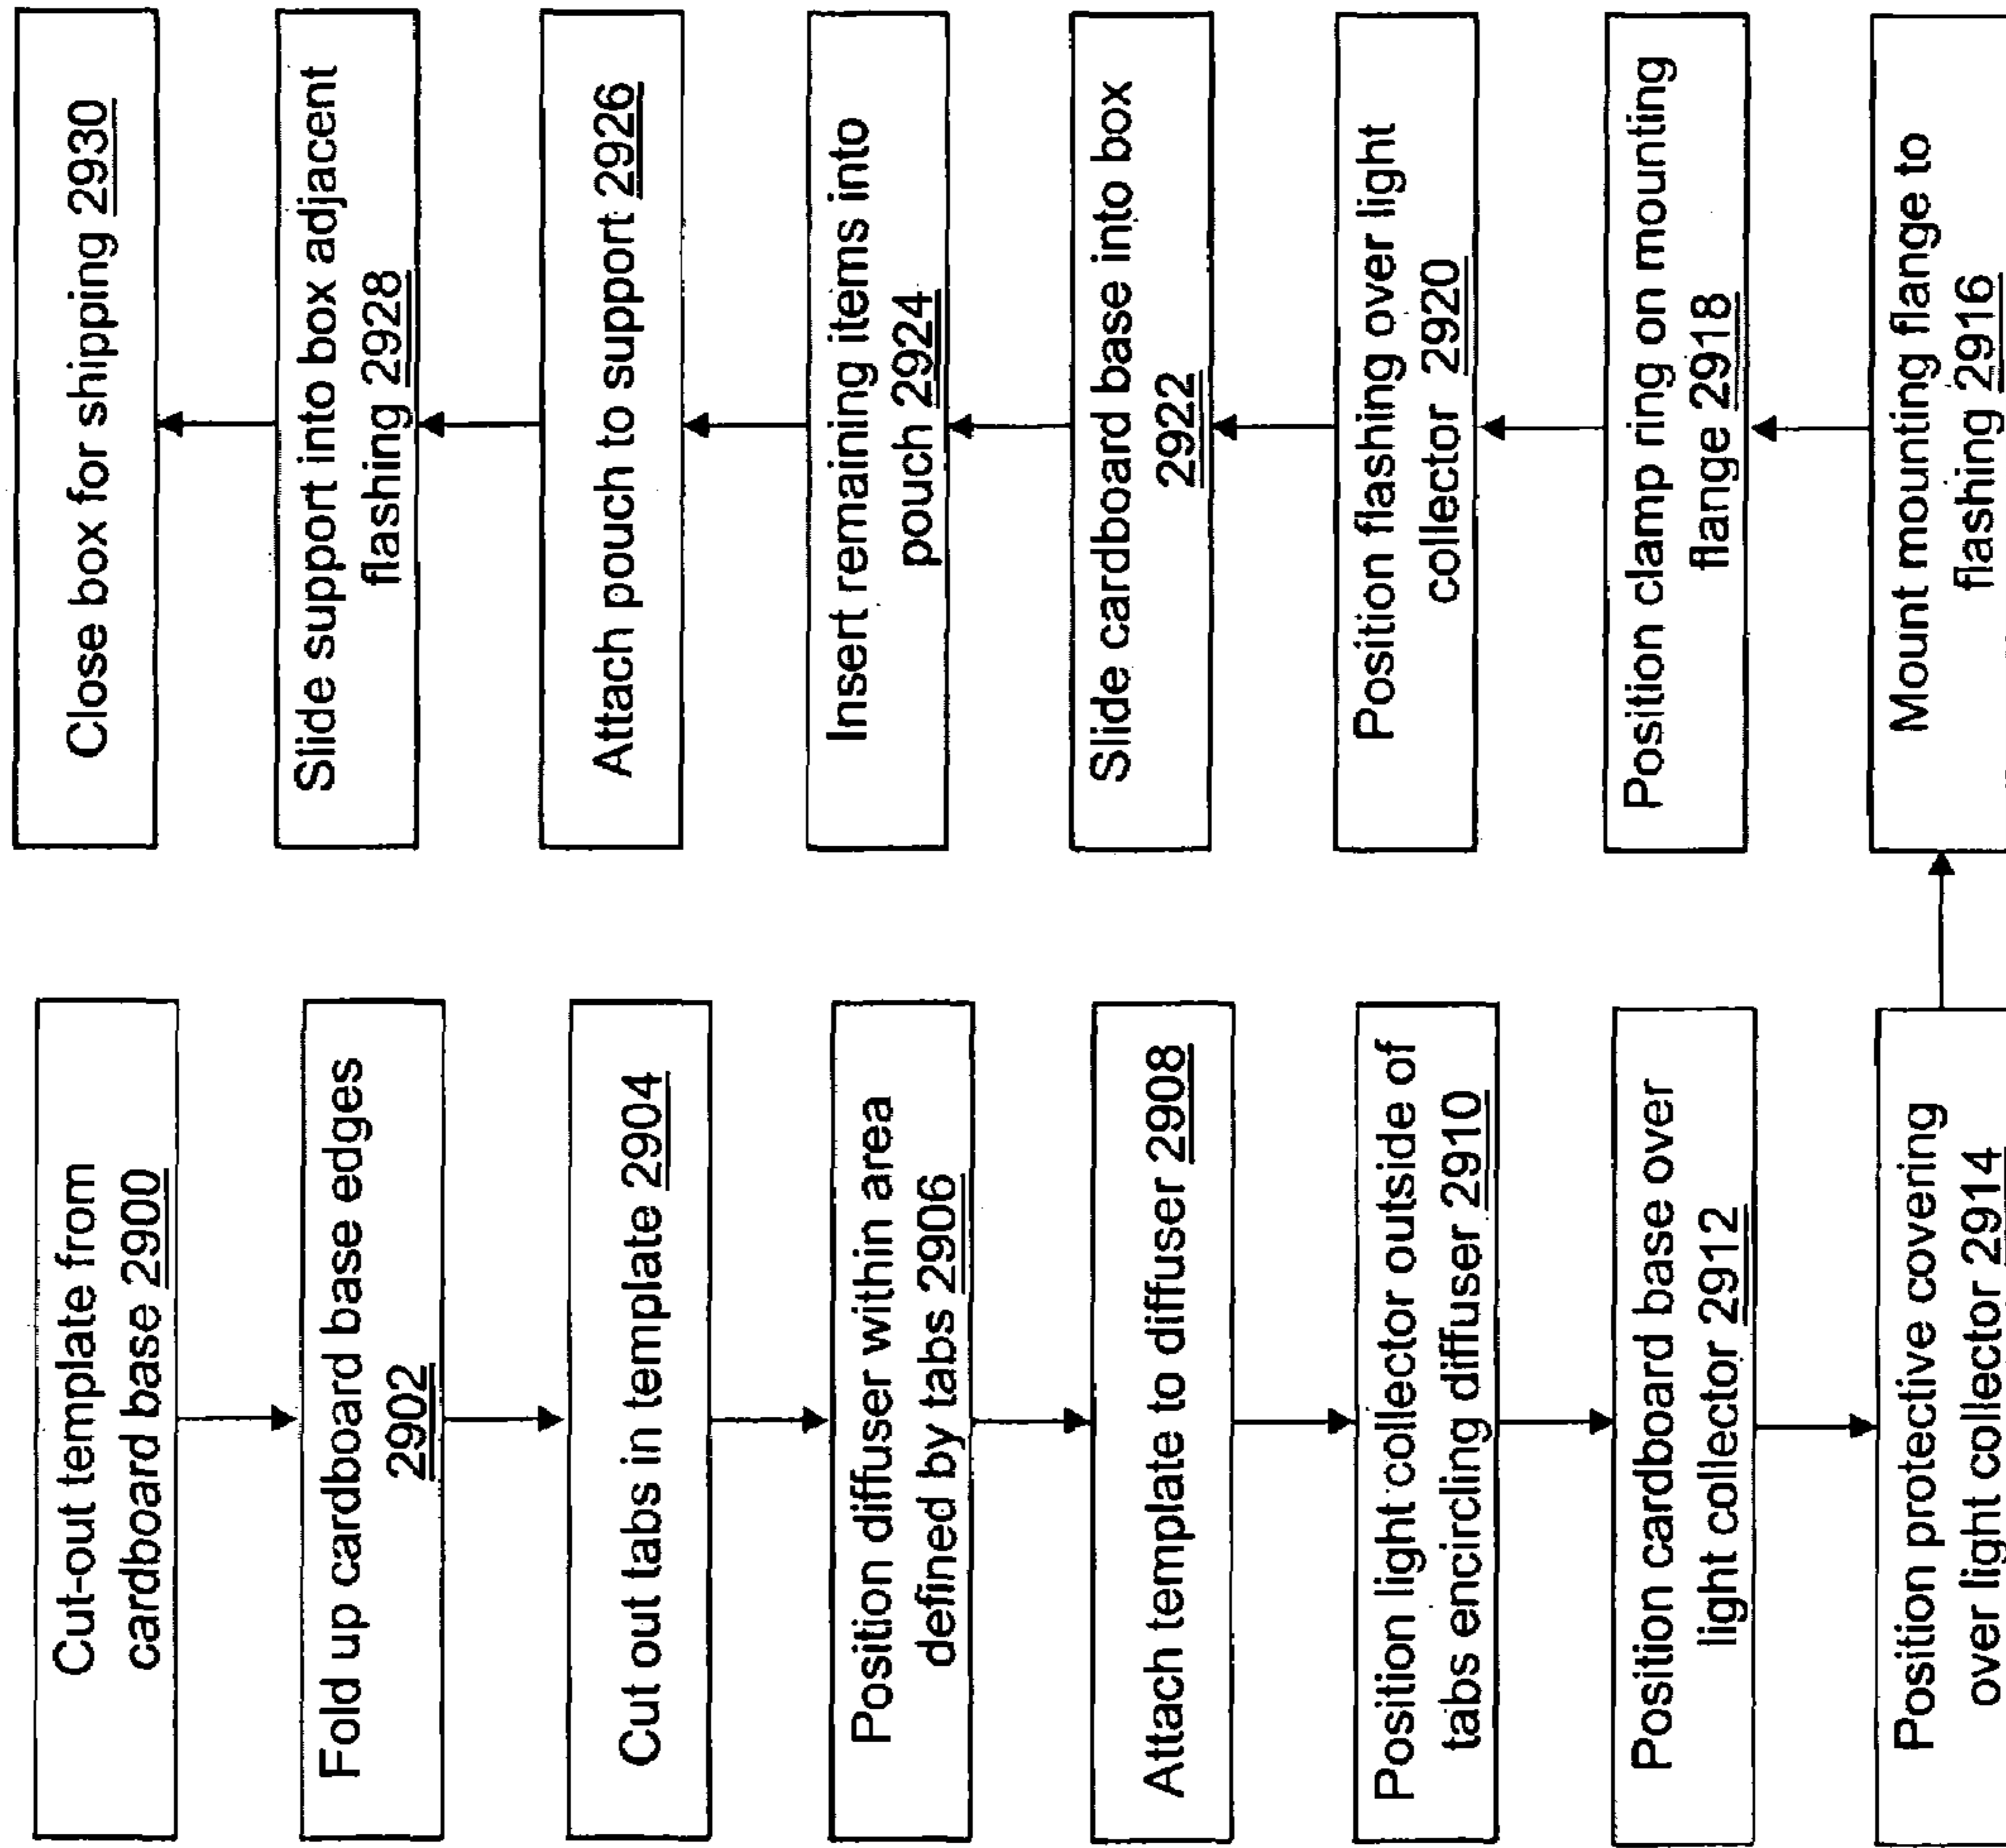 Cut-out template from
cardboard base 2900
Fold up cardboard base edges
2902
Cut out tabs in template 2904
Position diffuser within area
defined by tabs 2906
Attach template to diffuser 2908
Position light collector outside of
tabs encircling diffuser 2910
Position cardboard base over
light collector 2912
Position protective covering
over light collector 2914
Mount mounting flange to
flashing 2916
Position clamp ring on mounting
flange 2918
Position flashing over light
collector 2920
Slide cardboard base into box
2922
Insert remaining items into
pouch 2924
Attach pouch to support 2926
Slide support into box adjacent
flashing 2928
Close box for shipping 2930